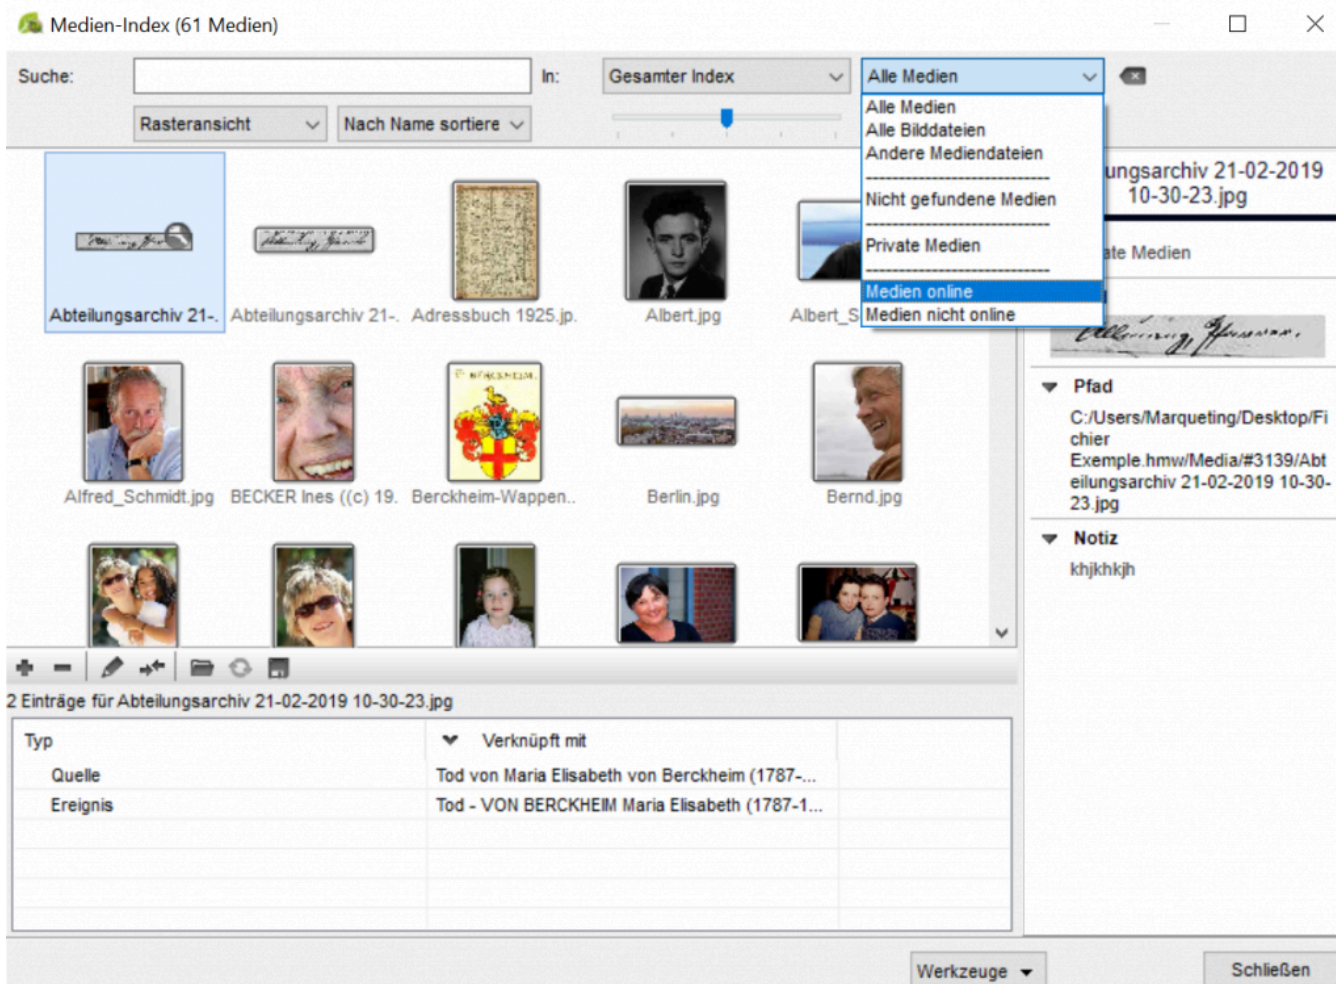 Medien-Index (61 Medien)
Suche:
In:
Gesamter Index
Alle Medien
Rasteransicht
Nach Name sortiere
Alle Medien
Alle Bilddateien
Andere Mediendateien
Nicht gefundene Medien
Private Medien
Medien online
Medien nicht online
ungsarchiv 21-02-2019
10-30-23.jpg
ate Medien
Abteilungsarchiv 21-.
Abteilungsarchiv 21-.
Adressbuch 1925.jp.
Albert.jpg
Albert_S
Pfad
C:/Users/Marqueting/Desktop/Fi
chier
Exemple.hmw/Media/#3139/Abt
eilungsarchiv 21-02-2019 10-30-
23.jpg
Notiz
khjkhkjh
Alfred_Schmidt.jpg
BECKER Ines ((c) 19.
Berckheim-Wappen..
Berlin.jpg
Bernd.jpg
2 Einträge für Abteilungsarchiv 21-02-2019 10-30-23.jpg
Typ
Verknüpft mit
Quelle
Tod von Maria Elisabeth von Berckheim (1787-...
Ereignis
Tod - VON BERCKHEIM Maria Elisabeth (1787-1...
Werkzeuge
Schließen